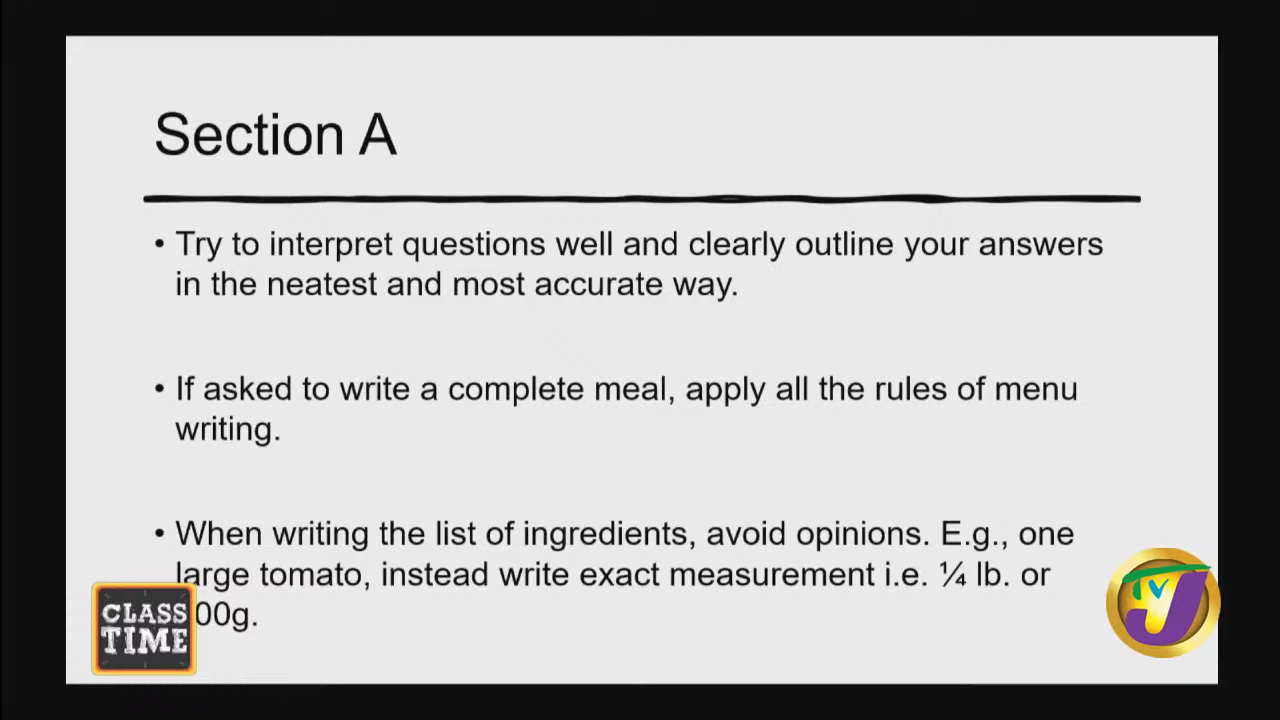 Section A
• Try to interpret questions well and clearly outline your answers
in the neatest and most accurate way.
• If asked to write a complete meal, apply all the rules of menu
writing.
• When writing the list of ingredients, avoid opinions. E.g., one
large tomato, instead write exact measurement i.e. ¼ lb. or
00g.
CLASS
TIME
TVJ